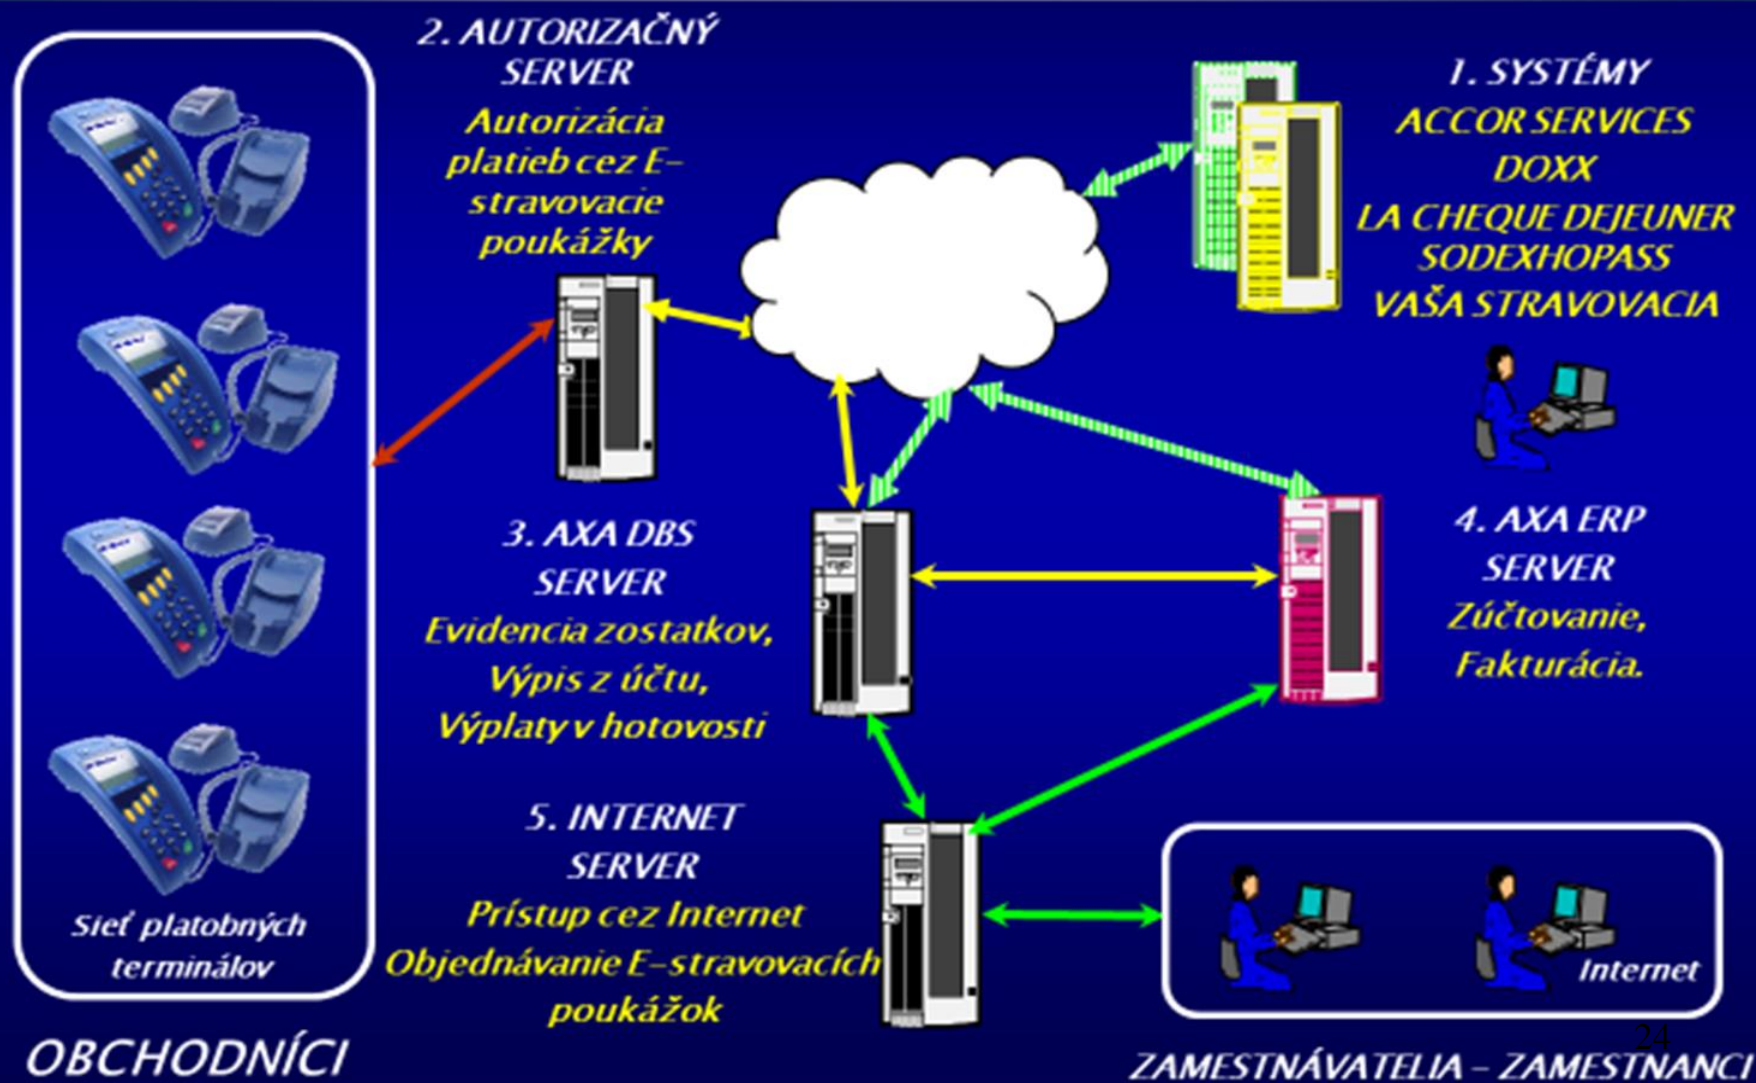 2. AUTORIZAČNÝ
SERVER
Autorizácia
platieb cez E-
stravovacie
poukážky
1. SYSTÉMY
ACCOR SERVICES
DOXX
LA CHEQUE DEJEUNER
SODEXHOPASS
VAŠA STRAVOVACIA
3. AXA DBS
SERVER
Evidencia zostatkov,
Výpis z účtu,
Výplaty v hotovosti
4. AXA ERP
SERVER
Zúčtovanie,
Fakturácia.
5. INTERNET
SERVER
Prístup cez Internet
Objednávanie E-stravovacích
poukážok
Sieť platobných
terminálov
Internet
24
OBCHODNÍCI
ZAMESTNÁVATELIA - ZAMESTNANCI